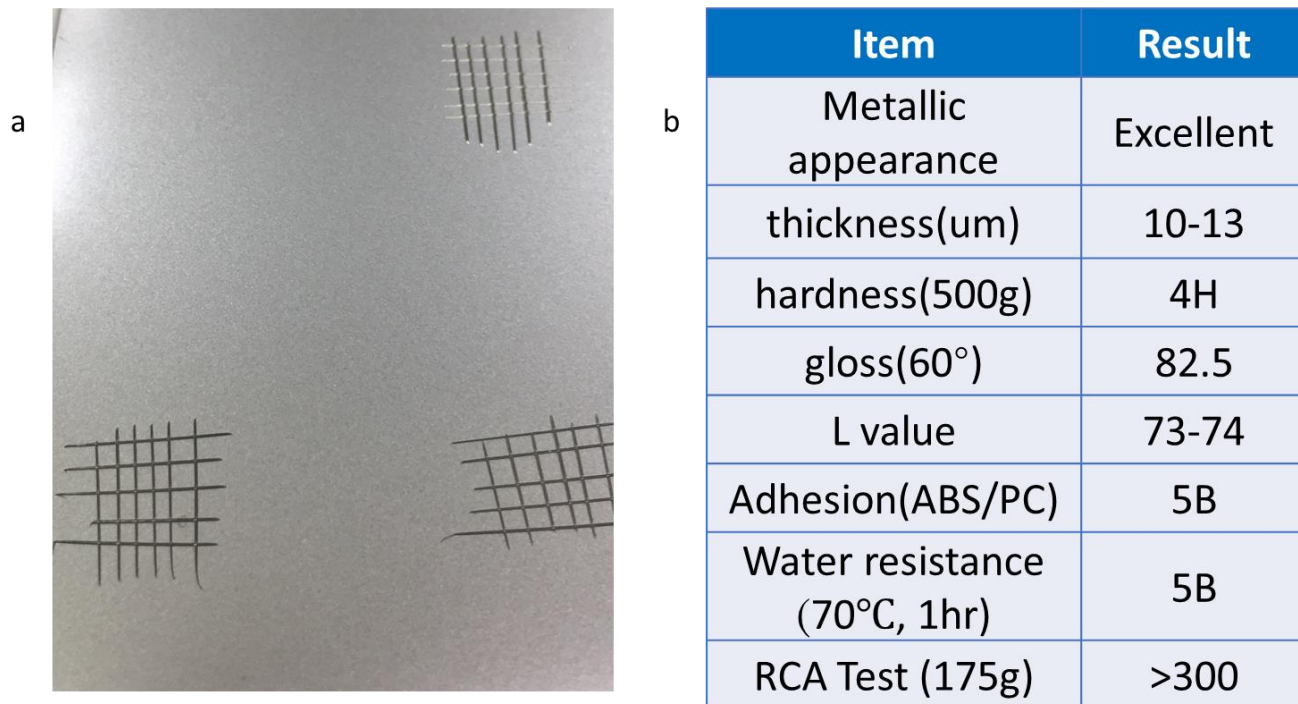 a
b
Item Result
Metallic
appearance
Excellent
thickness(um) 10-13
hardness(500g) 4H
gloss(60°) 82.5
L value 73-74
Adhesion(ABS/PC) 5B
Water resistance
(70℃, 1hr)
5B
RCA Test (175g) >300